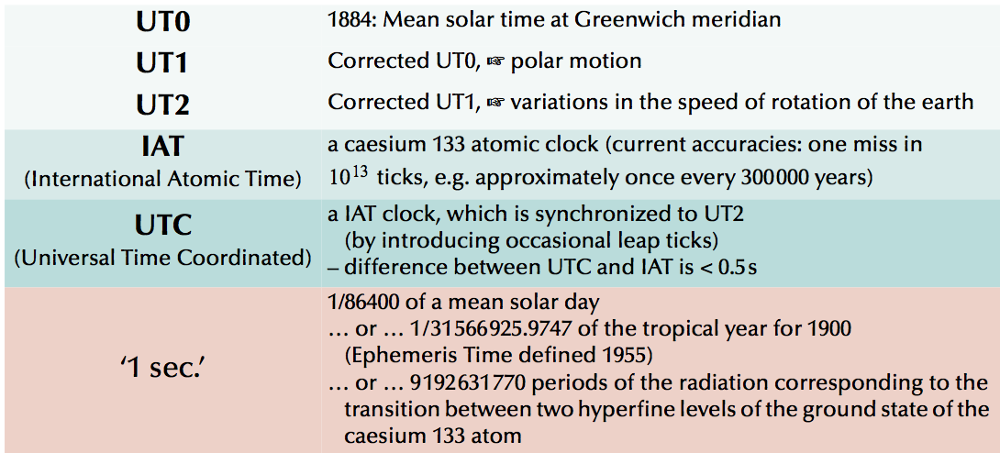 UT0 1884: Mean solar time at Greenwich meridian
UT1 Corrected UT0, ☞ polar motion
UT2 Corrected UT1, ☞ variations in the speed of rotation of the earth
IAT
(International Atomic Time)
a caesium 133 atomic clock (current accuracies: one miss in
10¹³ ticks, e.g. approximately once every 300000 years)
UTC
(Universal Time Coordinated)
a IAT clock, which is synchronized to UT2
(by introducing occasional leap ticks)
– difference between UTC and IAT is < 0.5s
‘1 sec.’
1/86400 of a mean solar day
… or … 1/31566925.9747 of the tropical year for 1900
(Ephemeris Time defined 1955)
… or … 9192631770 periods of the radiation corresponding to the
transition between two hyperfine levels of the ground state of the
caesium 133 atom